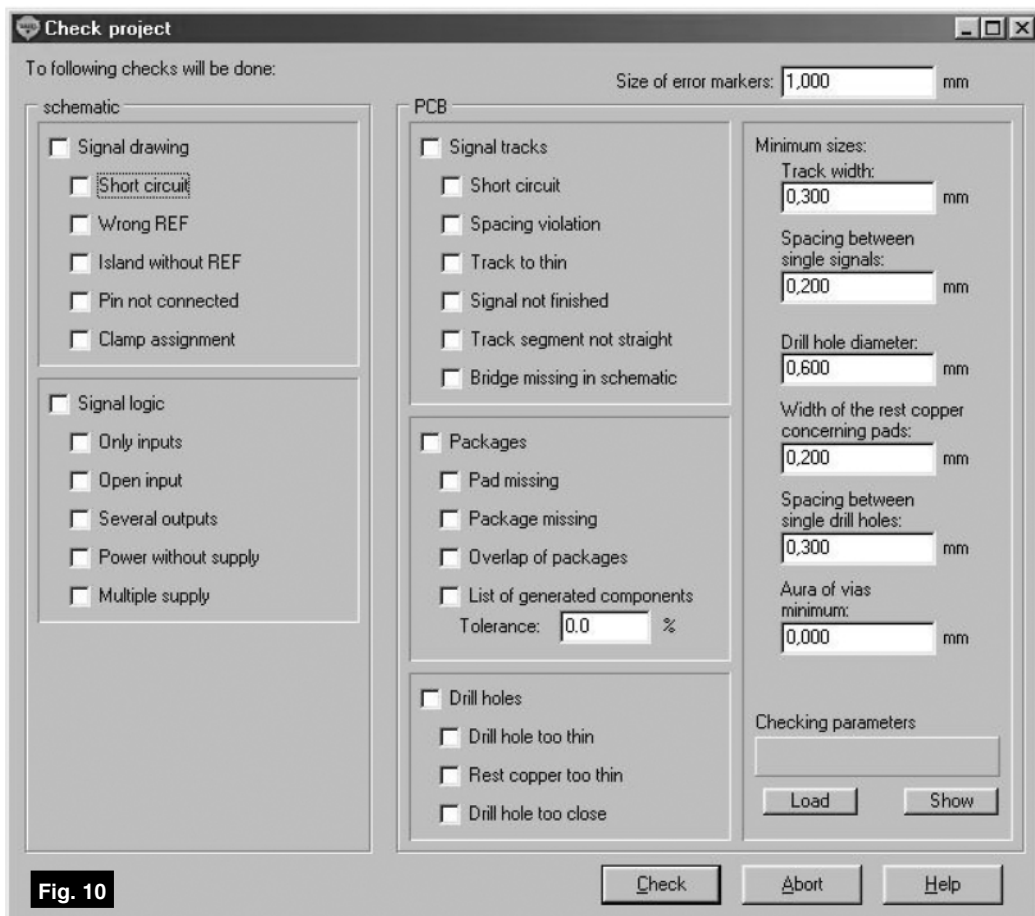 Check project
To following checks will be done:
Size of error markers: 1,000 mm
schematic
Signal drawing
Short circuit
Wrong REF
Island without REF
Pin not connected
Clamp assignment
Signal logic
Only inputs
Open input
Several outputs
Power without supply
Multiple supply
PCB
Signal tracks
Short circuit
Spacing violation
Track to thin
Signal not finished
Track segment not straight
Bridge missing in schematic
Packages
Pad missing
Package missing
Overlap of packages
List of generated components
Tolerance: 0.0 %
Drill holes
Drill hole too thin
Rest copper too thin
Drill hole too close
Minimum sizes:
Track width:
0,300 mm
Spacing between
single signals:
0,200 mm
Drill hole diameter:
0,600 mm
Width of the rest copper
concerning pads:
0,200 mm
Spacing between
single drill holes:
0,300 mm
Aura of vias
minimum:
0,000 mm
Checking parameters
Load Show
Fig. 10
Check Abort Help